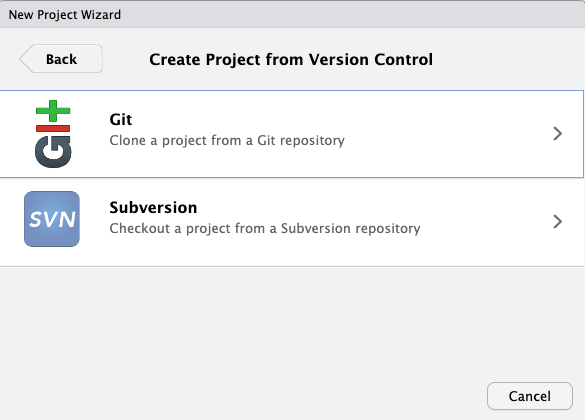 New Project Wizard
Back
Create Project from Version Control
git
Git
Clone a project from a Git repository
SVN
Subversion
Checkout a project from a Subversion repository
Cancel